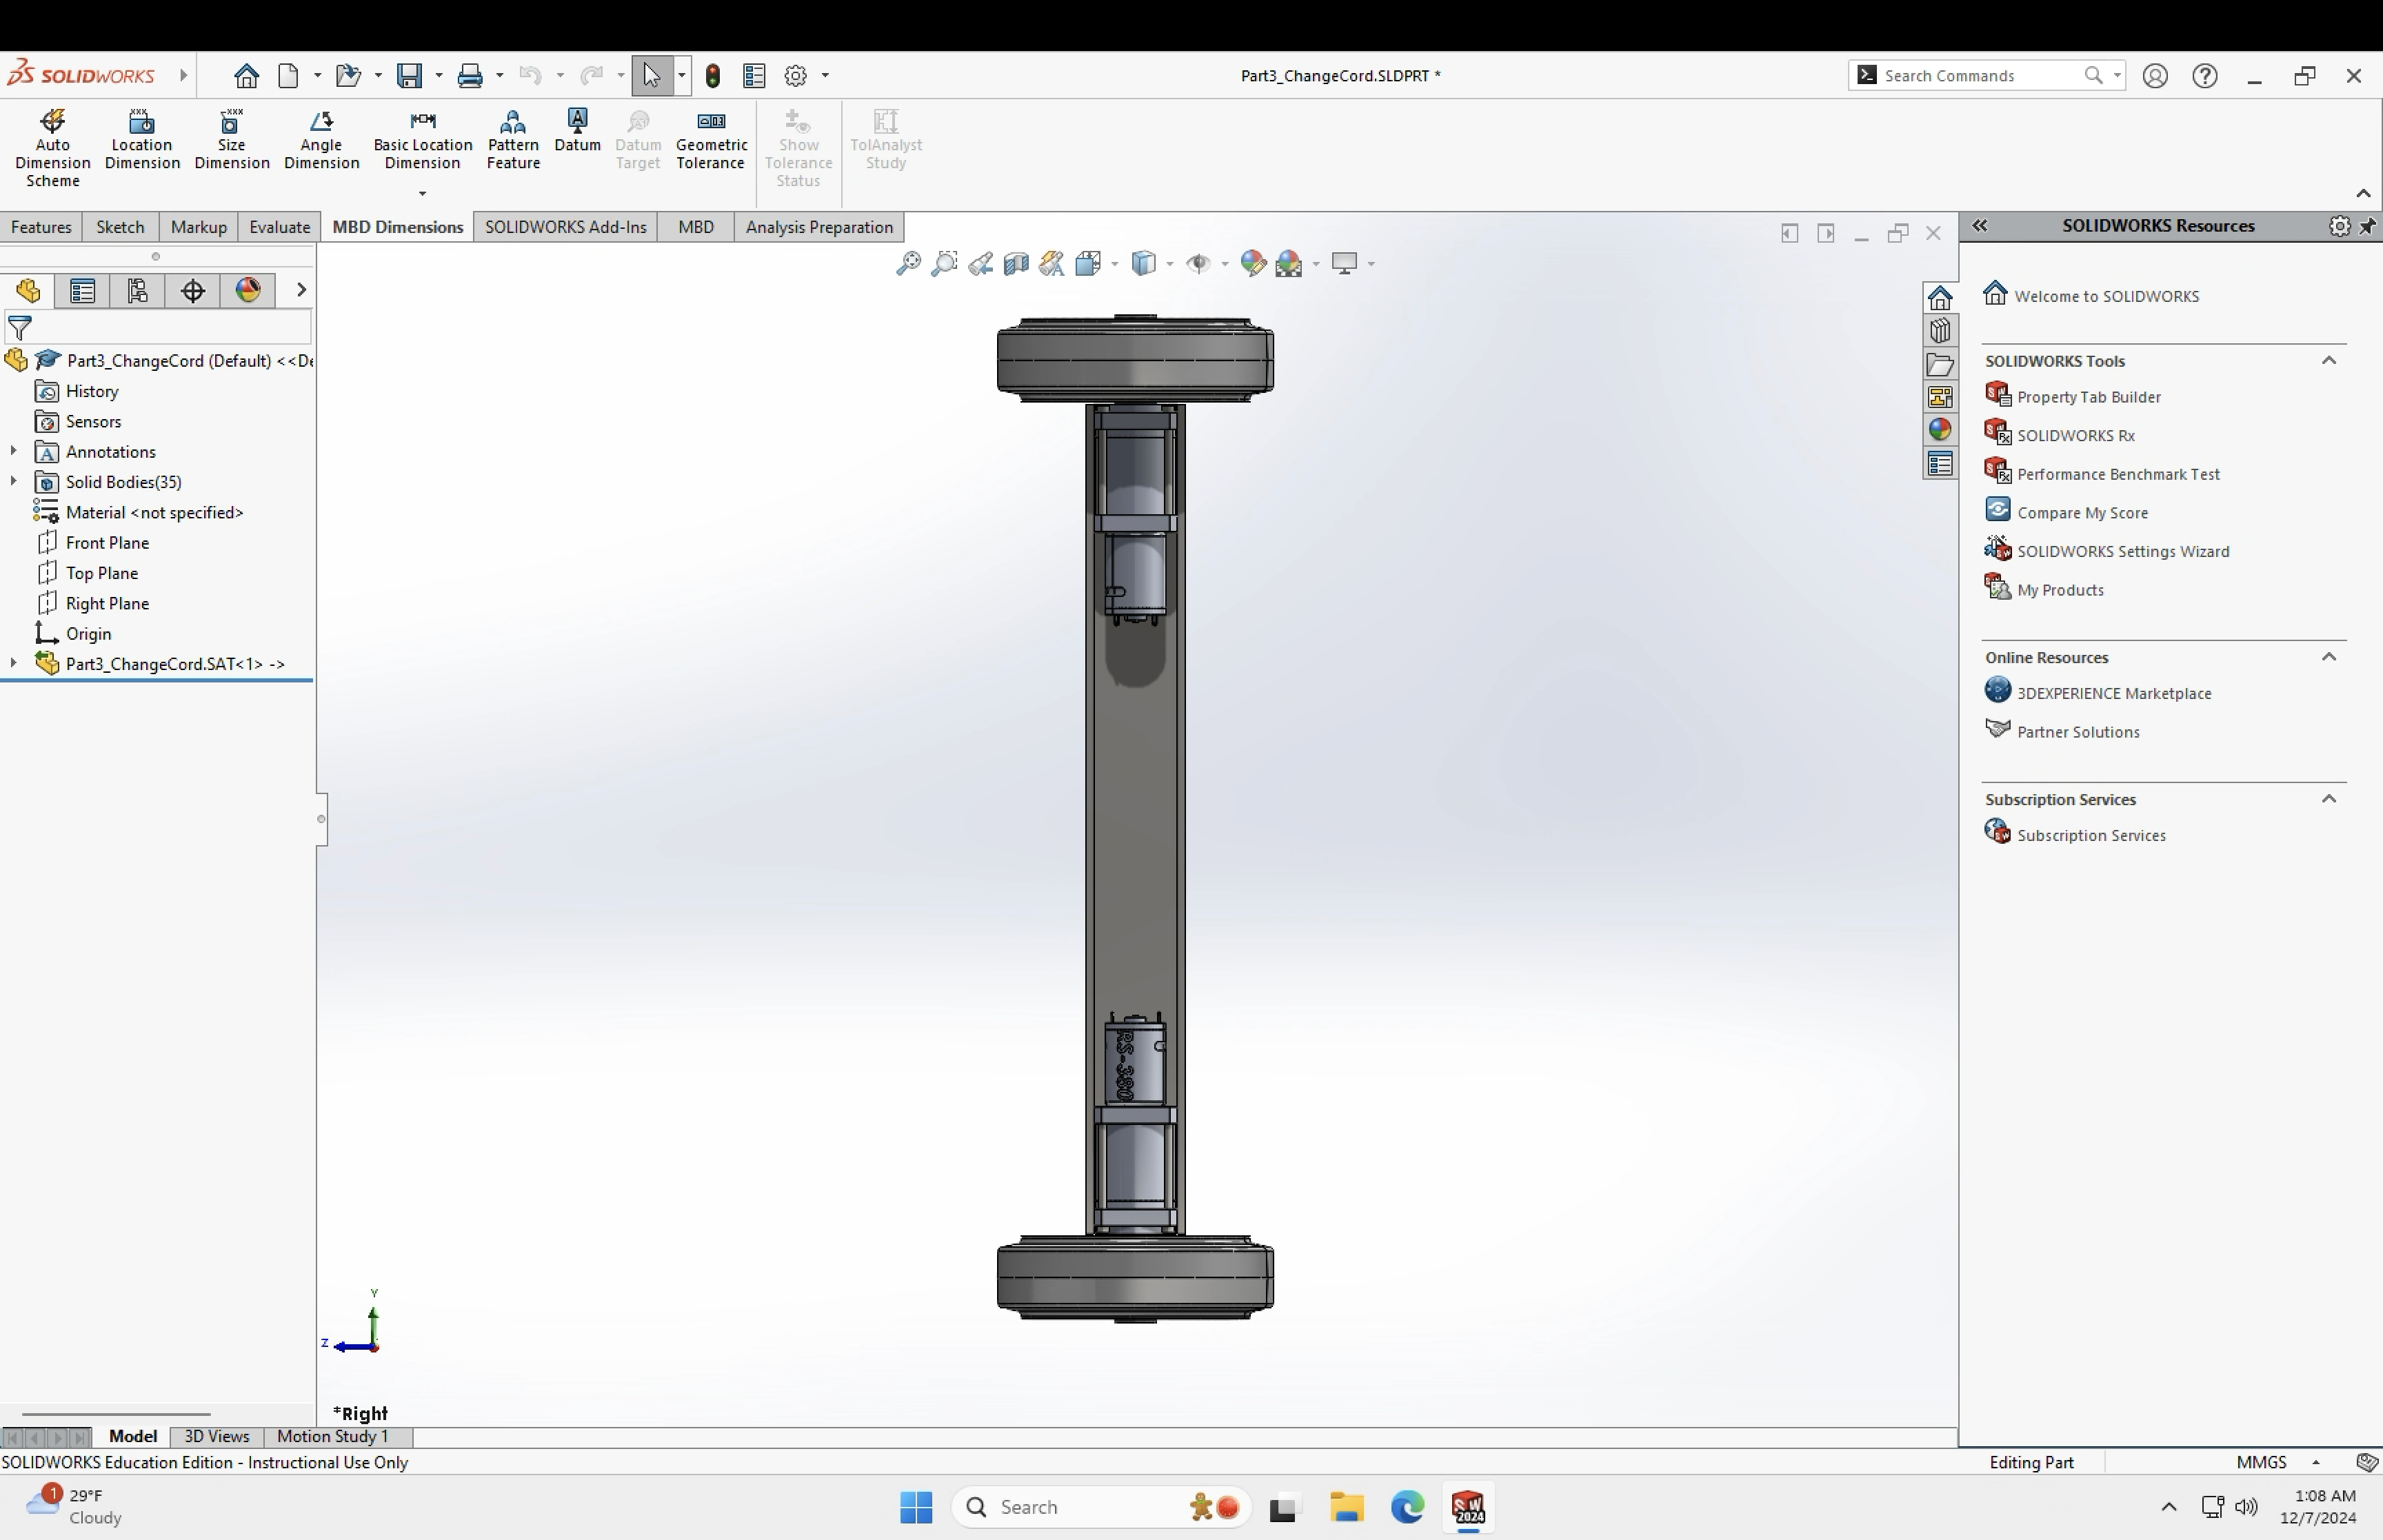 SOLIDWORKS
Part3_ChangeCord.SLDPRT *
Search Commands
Auto Dimension Scheme
Location Dimension
Size Dimension
Angle Dimension
Basic Location Dimension
Pattern Feature
Datum
Datum Target
Geometric Tolerance
Show Tolerance Status
TolAnalyst Study
Features
Sketch
Markup
Evaluate
MBD Dimensions
SOLIDWORKS Add-Ins
MBD
Analysis Preparation
SOLIDWORKS Resources
Part3_ChangeCord (Default) <<De
History
Sensors
Annotations
Solid Bodies(35)
Material <not specified>
Front Plane
Top Plane
Right Plane
Origin
Part3_ChangeCord.SAT<1> ->
RS-380
Y
Z
*Right
Welcome to SOLIDWORKS
SOLIDWORKS Tools
Property Tab Builder
SOLIDWORKS Rx
Performance Benchmark Test
Compare My Score
SOLIDWORKS Settings Wizard
My Products
Online Resources
3DEXPERIENCE Marketplace
Partner Solutions
Subscription Services
Subscription Services
Model
3D Views
Motion Study 1
SOLIDWORKS Education Edition - Instructional Use Only
Editing Part
MMGS
1
29°F
Cloudy
Search
SW
2024
1:08 AM
12/7/2024